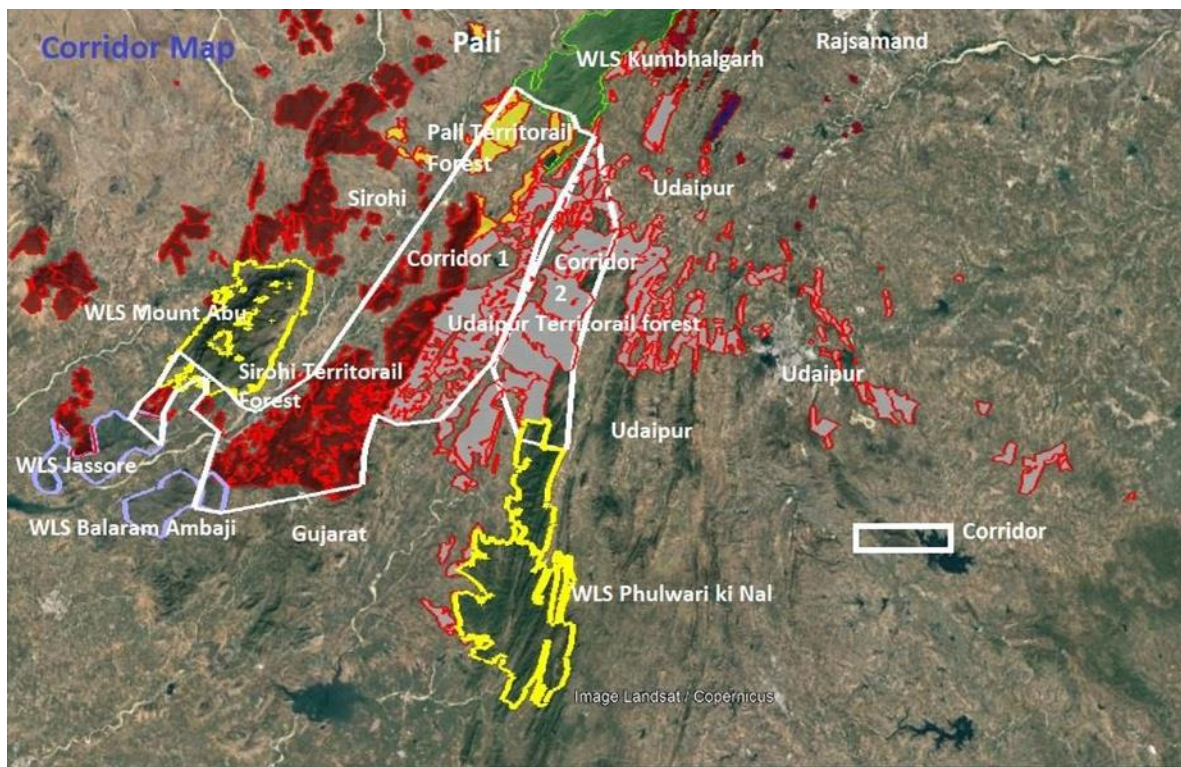 Corridor Map
Pali
Rajsamand
WLS Kumbhalgarh
Pali Territorail
Forest
Sirohi
Udaipur
Corridor 1
Corridor
2
WLS Mount Abu
Udaipur Territorail forest
Sirohi Territorail
Forest
Udaipur
Udaipur
WLS Jassore
WLS Balaram Ambaji
Gujarat
Corridor
WLS Phulwari ki Nal
Image Landsat / Copernicus